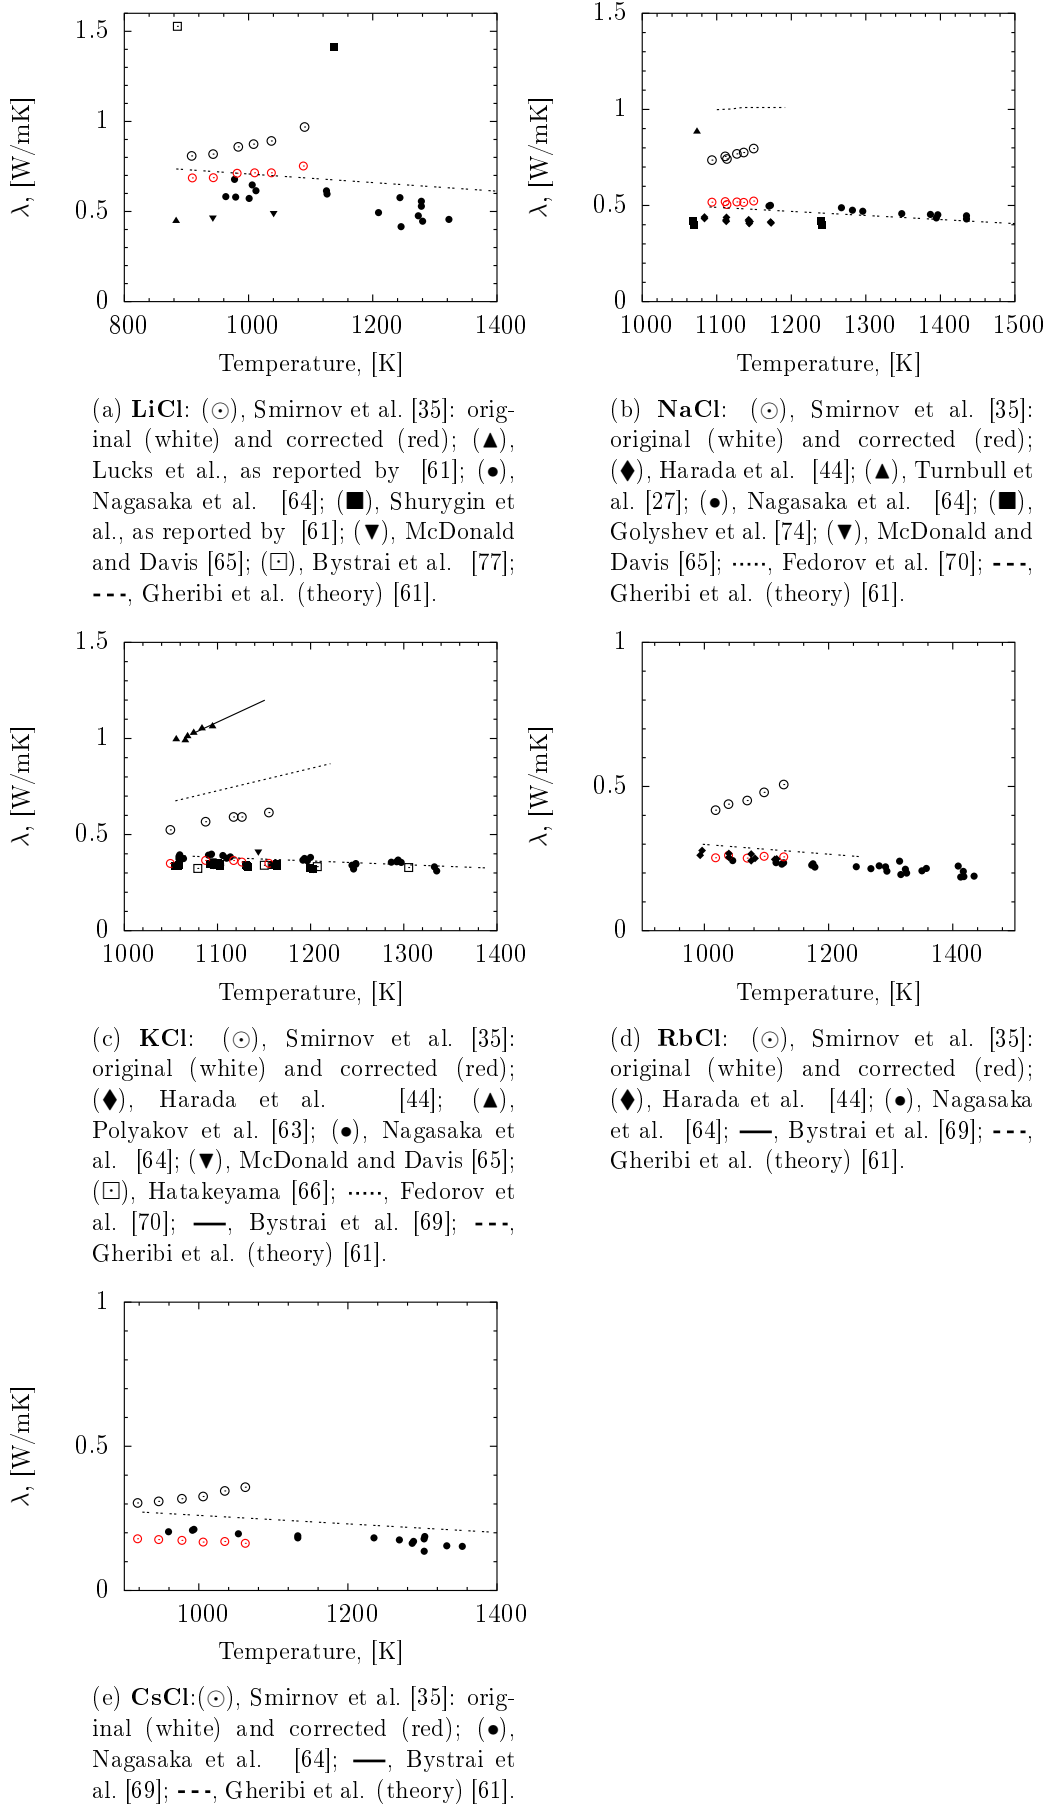 1.5
1
0.5
0
λ, [W/mK]
800 1000 1200 1400
Temperature, [K]
(a) LiCl: (⊙), Smirnov et al. [35]: orig-
inal (white) and corrected (red); (▲),
Lucks et al., as reported by [61]; (●),
Nagasaka et al. [64]; (■), Shurygin et
al., as reported by [61]; (▼), McDonald
and Davis [65]; (⊡), Bystrai et al. [77];
---, Gheribi et al. (theory) [61].
1.5
1
0.5
0
λ, [W/mK]
1000 1100 1200 1300 1400 1500
Temperature, [K]
(b) NaCl: (⊙), Smirnov et al. [35]:
original (white) and corrected (red);
(◆), Harada et al. [44]; (▲), Turnbull et
al. [27]; (●), Nagasaka et al. [64]; (■),
Golyshev et al. [74]; (▼), McDonald and
Davis [65]; ....., Fedorov et al. [70]; ---,
Gheribi et al. (theory) [61].
1.5
1
0.5
0
λ, [W/mK]
1000 1100 1200 1300 1400
Temperature, [K]
(c) KCl: (⊙), Smirnov et al. [35]:
original (white) and corrected (red);
(◆), Harada et al. [44]; (▲),
Polyakov et al. [63]; (●), Nagasaka et
al. [64]; (▼), McDonald and Davis [65];
(⊡), Hatakeyama [66]; ....., Fedorov et
al. [70]; —, Bystrai et al. [69]; ---,
Gheribi et al. (theory) [61].
1
0.5
0
λ, [W/mK]
1000 1200 1400
Temperature, [K]
(d) RbCl: (⊙), Smirnov et al. [35]:
original (white) and corrected (red);
(◆), Harada et al. [44]; (●), Nagasaka
et al. [64]; —, Bystrai et al. [69]; ---,
Gheribi et al. (theory) [61].
1
0.5
0
λ, [W/mK]
1000 1200 1400
Temperature, [K]
(e) CsCl:(⊙), Smirnov et al. [35]: orig-
inal (white) and corrected (red); (●),
Nagasaka et al. [64]; —, Bystrai et
al. [69]; ---, Gheribi et al. (theory) [61].